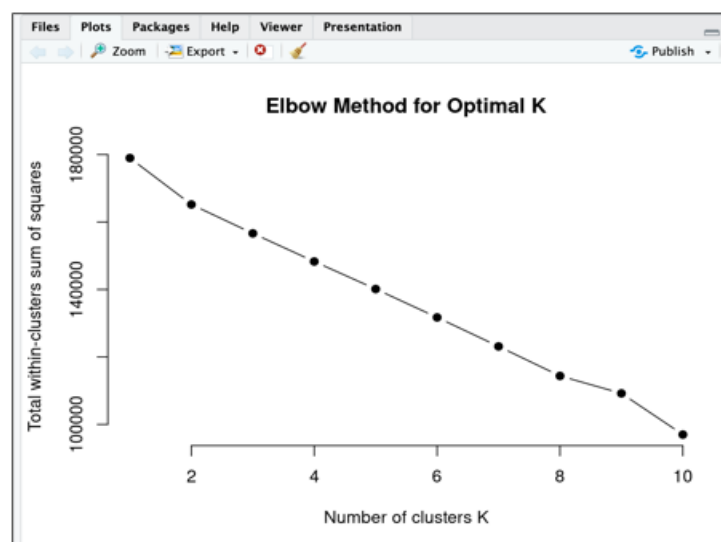 Files Plots Packages Help Viewer Presentation
Zoom Export Publish
Elbow Method for Optimal K
Total within-clusters sum of squares
180000
140000
100000
2 4 6 8 10
Number of clusters K